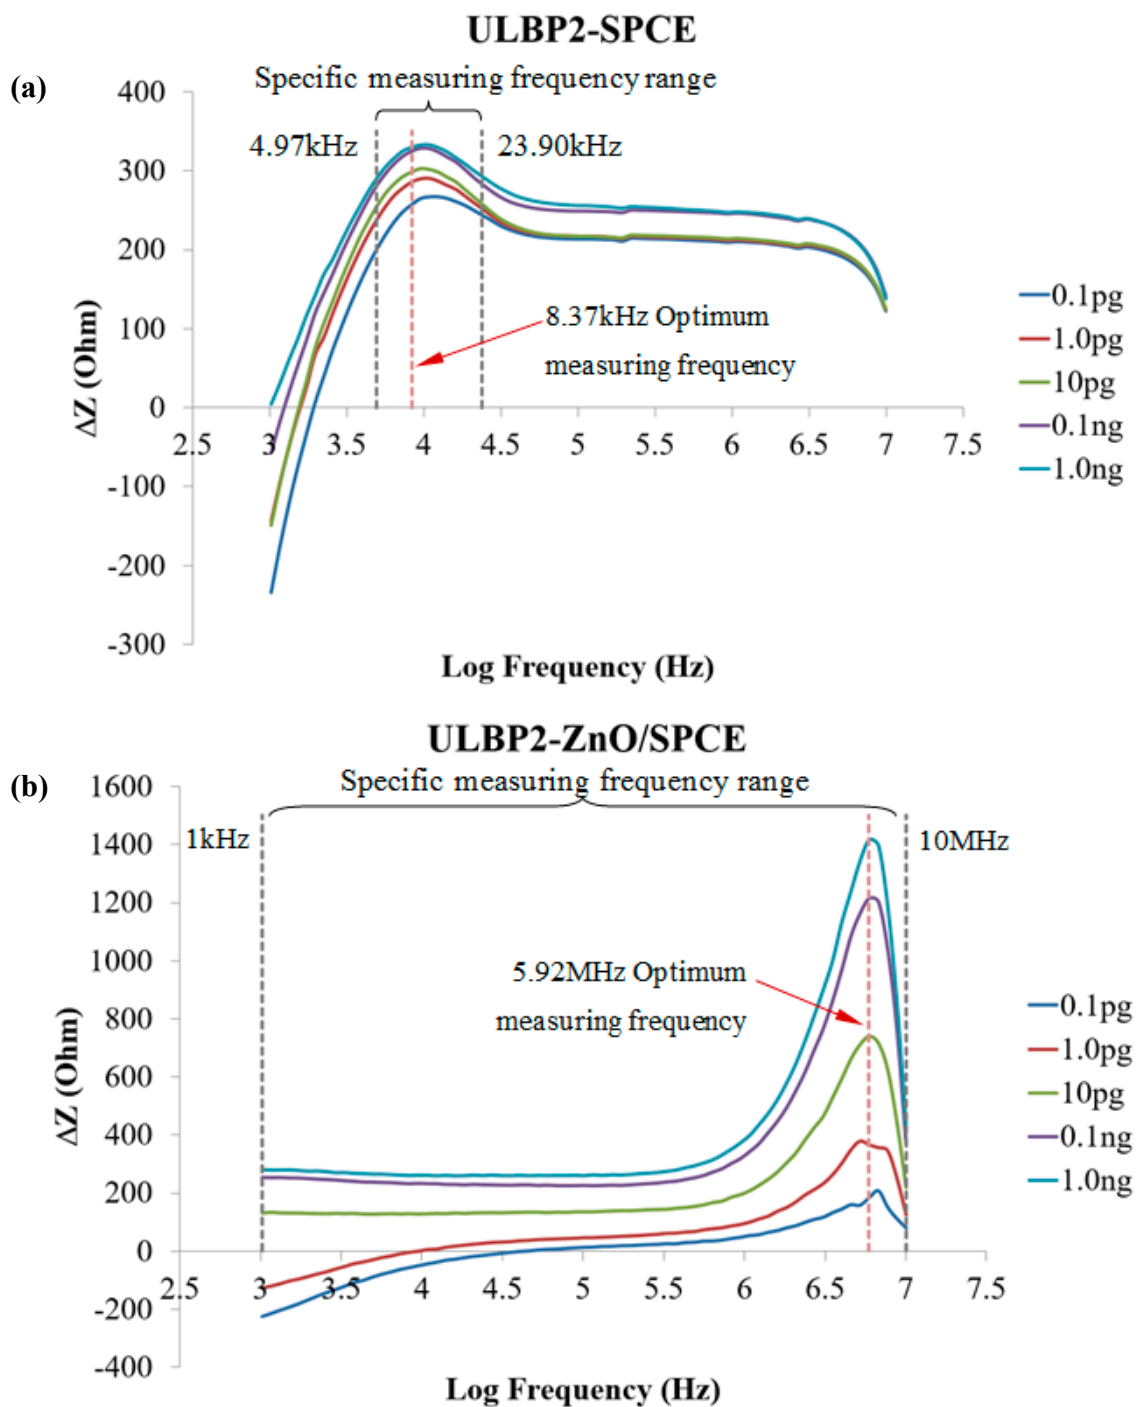 ULBP2-SPCE
(a)
Specific measuring frequency range
4.97kHz
23.90kHz
400
300
200
100
0
-100
-200
-300
ΔZ (Ohm)
2.5 3 3.5 4 4.5 5 5.5 6 6.5 7 7.5
8.37kHz Optimum
measuring frequency
0.1pg
1.0pg
10pg
0.1ng
1.0ng
Log Frequency (Hz)
ULBP2-ZnO/SPCE
(b)
Specific measuring frequency range
1kHz
10MHz
1600
1400
1200
1000
800
600
400
200
0
-200
-400
ΔZ (Ohm)
2.5 3 3.5 4 4.5 5 5.5 6 6.5 7 7.5
5.92MHz Optimum
measuring frequency
0.1pg
1.0pg
10pg
0.1ng
1.0ng
Log Frequency (Hz)